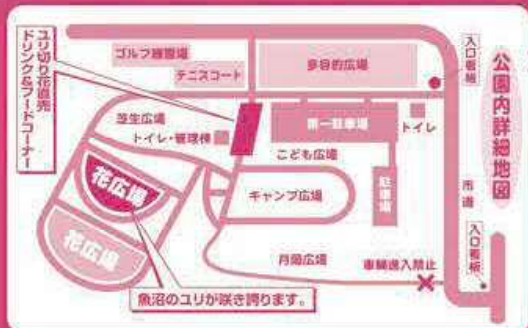 公園内詳細地図
入口看板
市道
入口看板
ゴルフ練習場
テニスコート
多目的広場
ユリ切り花直売
ドリンク&フードコーナー
芝生広場
トイレ・管理棟
第一駐車場
トイレ
こども広場
花広場
キャンプ広場
駐車場
花広場
月岡広場
車輌進入禁止
魚沼のユリが咲き誇ります。